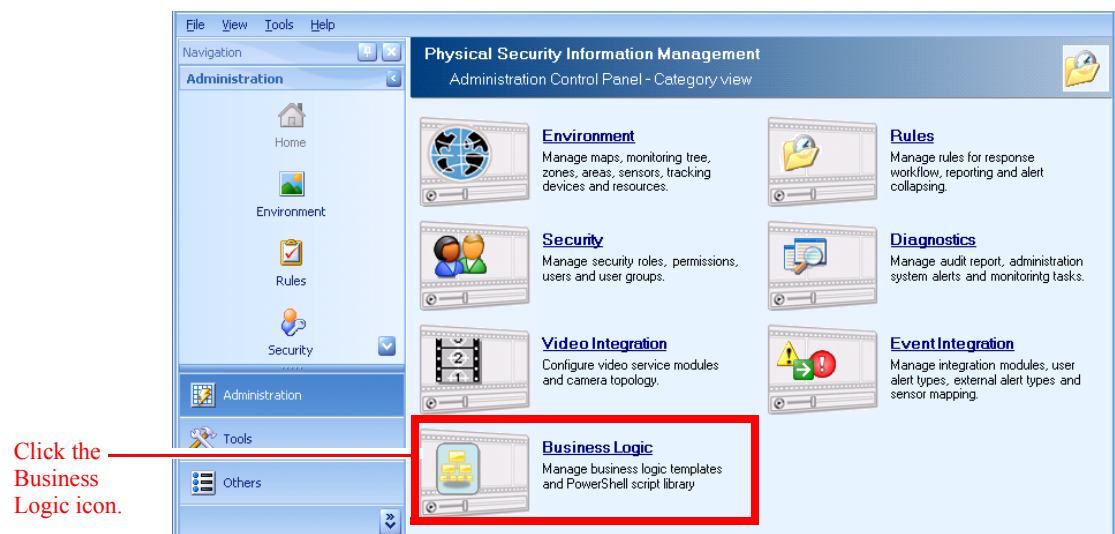 File View Tools Help
Navigation
Administration
Home
Environment
Rules
Security
Administration
Tools
Others
Physical Security Information Management
Administration Control Panel - Category view
Environment
Manage maps, monitoring tree,
zones, areas, sensors, tracking
devices and resources.
Rules
Manage rules for response
workflow, reporting and alert
collapsing.
Security
Manage security roles, permissions,
users and user groups.
Diagnostics
Manage audit report, administration
system alerts and monitorintg tasks.
Video Integration
Configure video service modules
and camera topology.
Event Integration
Manage integration modules, user
alert types, external alert types and
sensor mapping.
Business Logic
Manage business logic templates
and PowerShell script library
Click the
Business
Logic icon.
3
2
1